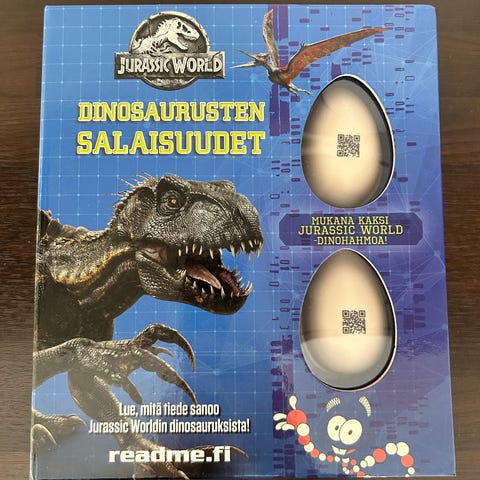 JURASSIC WORLD
DINOSAURUSTEN
SALAISUUDET
MUKANA KAKSI
JURASSIC WORLD
-DINOHAHMOA!
Lue, mitä tiede sanoo
Jurassic Worldin dinosauruksista!
readme.fi